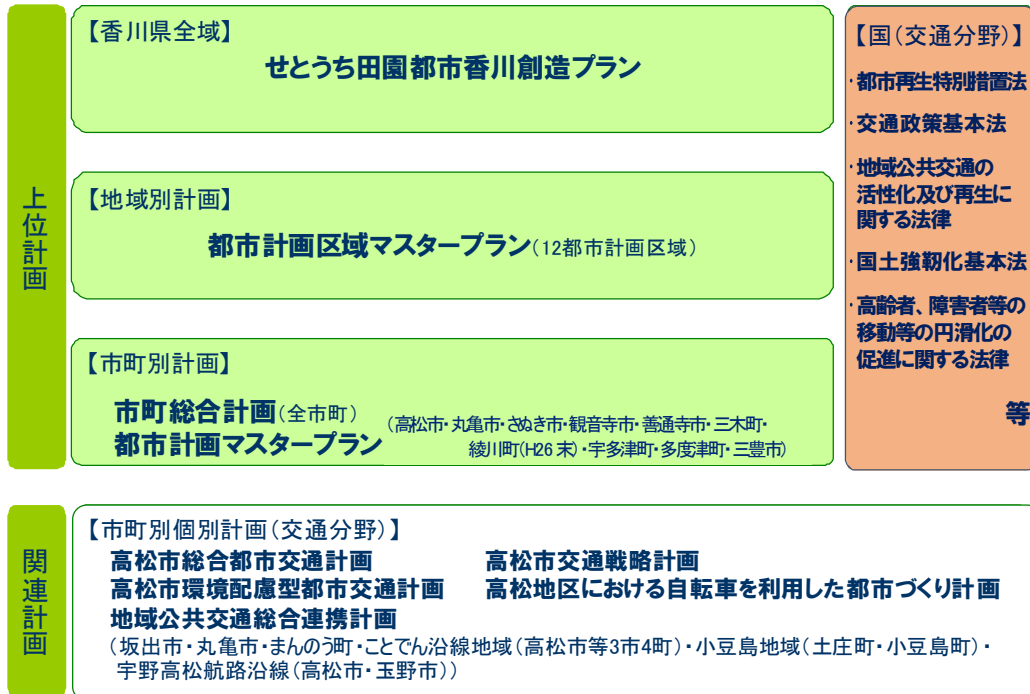 上位計画
【香川県全域】
せとうち田園都市香川創造プラン
【地域別計画】
都市計画区域マスタープラン(12都市計画区域)
【市町別計画】
市町総合計画(全市町)
都市計画マスタープラン
(高松市・丸亀市・さぬき市・観音寺市・善通寺市・三木町・
綾川町(H26末)・宇多津町・多度津町・三豊市)
【国(交通分野)】
・都市再生特別措置法
・交通政策基本法
・地域公共交通の
活性化及び再生に
関する法律
・国土強靭化基本法
・高齢者、障害者等の
移動等の円滑化の
促進に関する法律
等
関連計画
【市町別個別計画(交通分野)】
高松市総合都市交通計画 高松市交通戦略計画
高松市環境配慮型都市交通計画 高松地区における自転車を利用した都市づくり計画
地域公共交通総合連携計画
(坂出市・丸亀市・まんのう町・ことでん沿線地域(高松市等3市4町)・小豆島地域(土庄町・小豆島町)・
宇野高松航路沿線(高松市・玉野市))